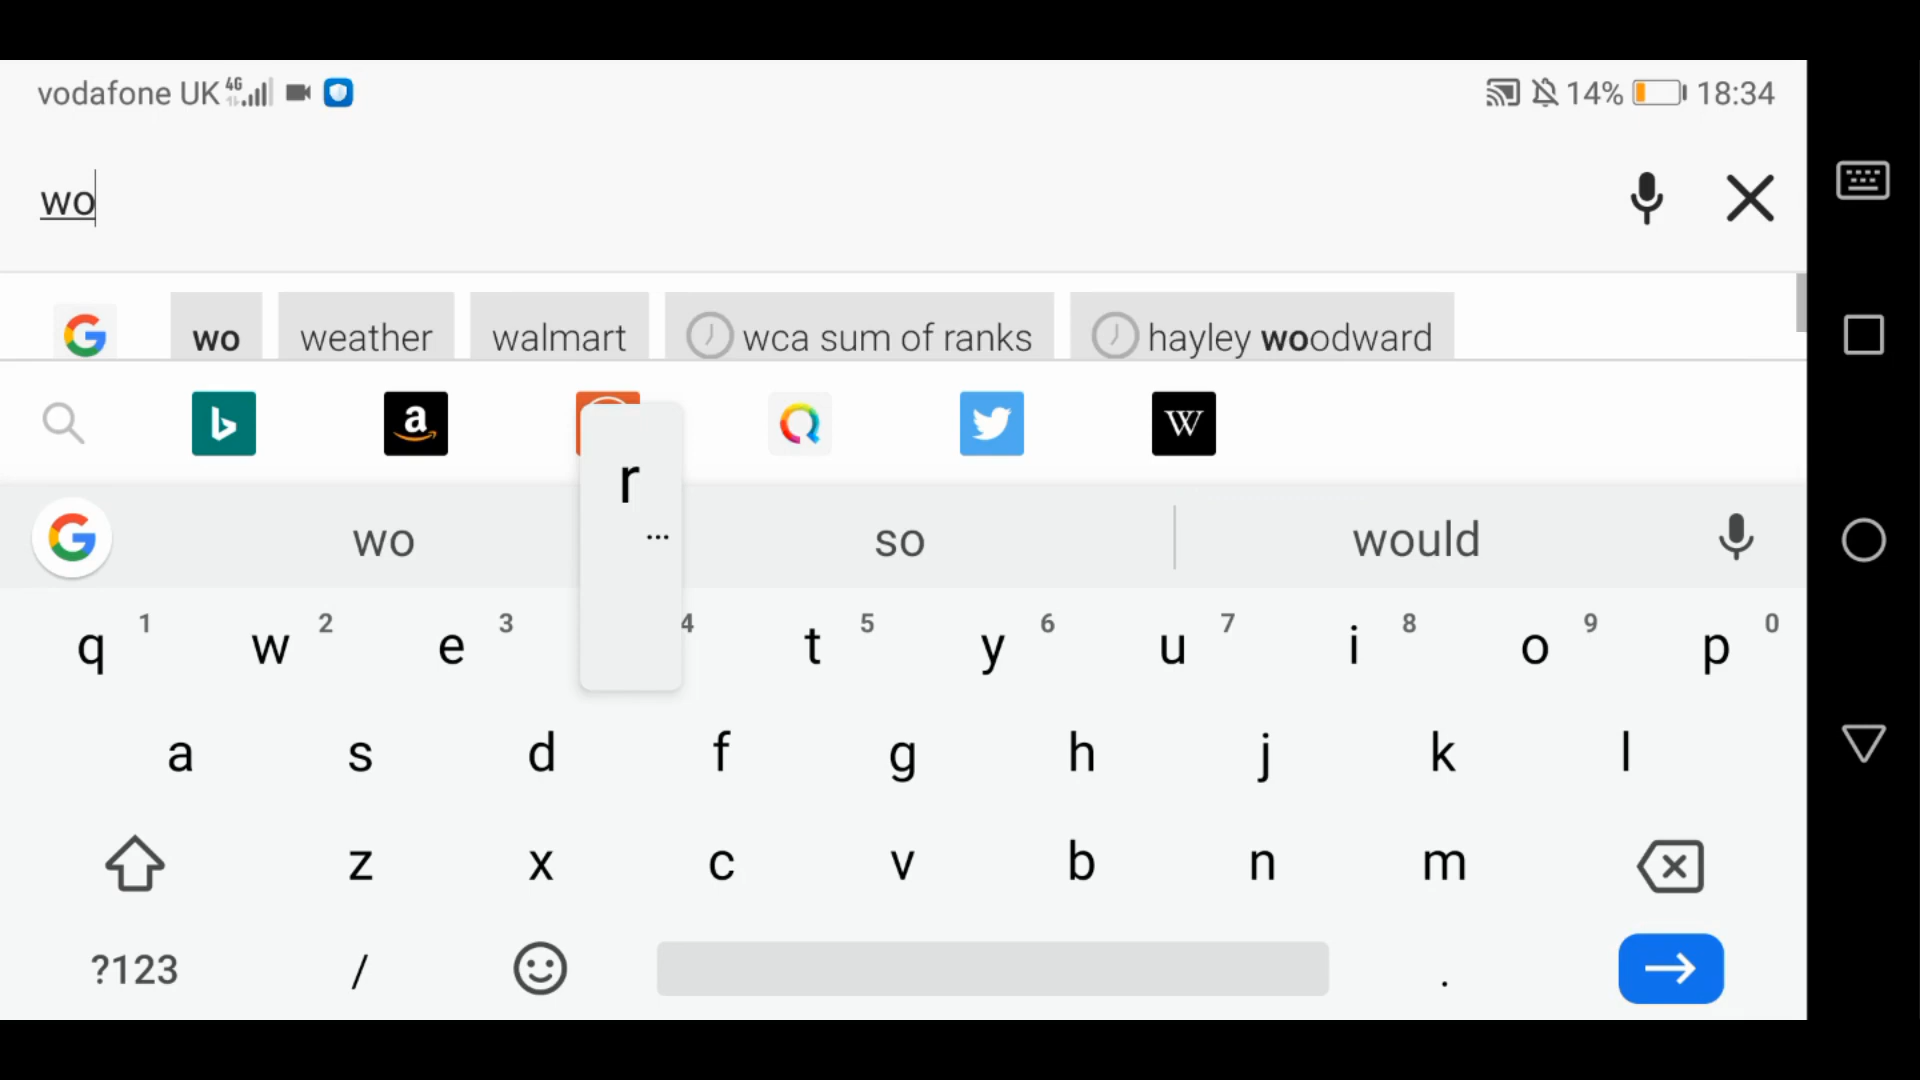 vodafone UK 4G 14% 18:34
wo
wo weather walmart wca sum of ranks hayley woodward
a W
r
...
wo so would
q 1 w 2 e 3 4 t 5 y 6 u 7 i 8 o 9 p 0
a s d f g h j k l
z x c v b n m
?123 / .